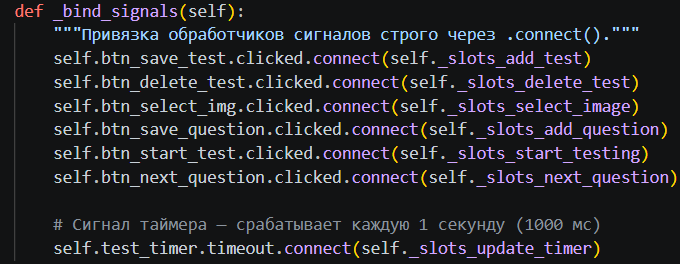 def _bind_signals(self):
    """Привязка обработчиков сигналов строго через .connect()."""
    self.btn_save_test.clicked.connect(self._slots_add_test)
    self.btn_delete_test.clicked.connect(self._slots_delete_test)
    self.btn_select_img.clicked.connect(self._slots_select_image)
    self.btn_save_question.clicked.connect(self._slots_add_question)
    self.btn_start_test.clicked.connect(self._slots_start_testing)
    self.btn_next_question.clicked.connect(self._slots_next_question)

    # Сигнал таймера — срабатывает каждую 1 секунду (1000 мс)
    self.test_timer.timeout.connect(self._slots_update_timer)